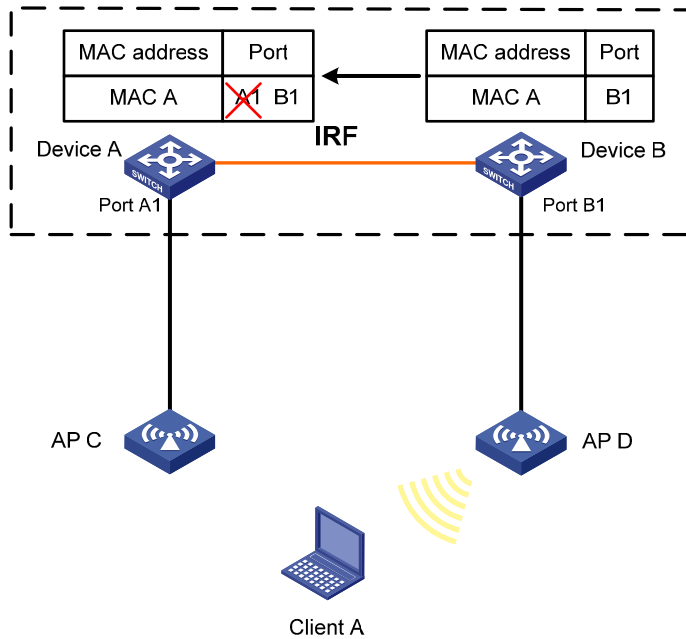 MAC address Port MAC address Port
MAC A A1 B1 MAC A B1
IRF
Device A Device B
SWITCH SWITCH
Port A1 Port B1
AP C AP D
Client A